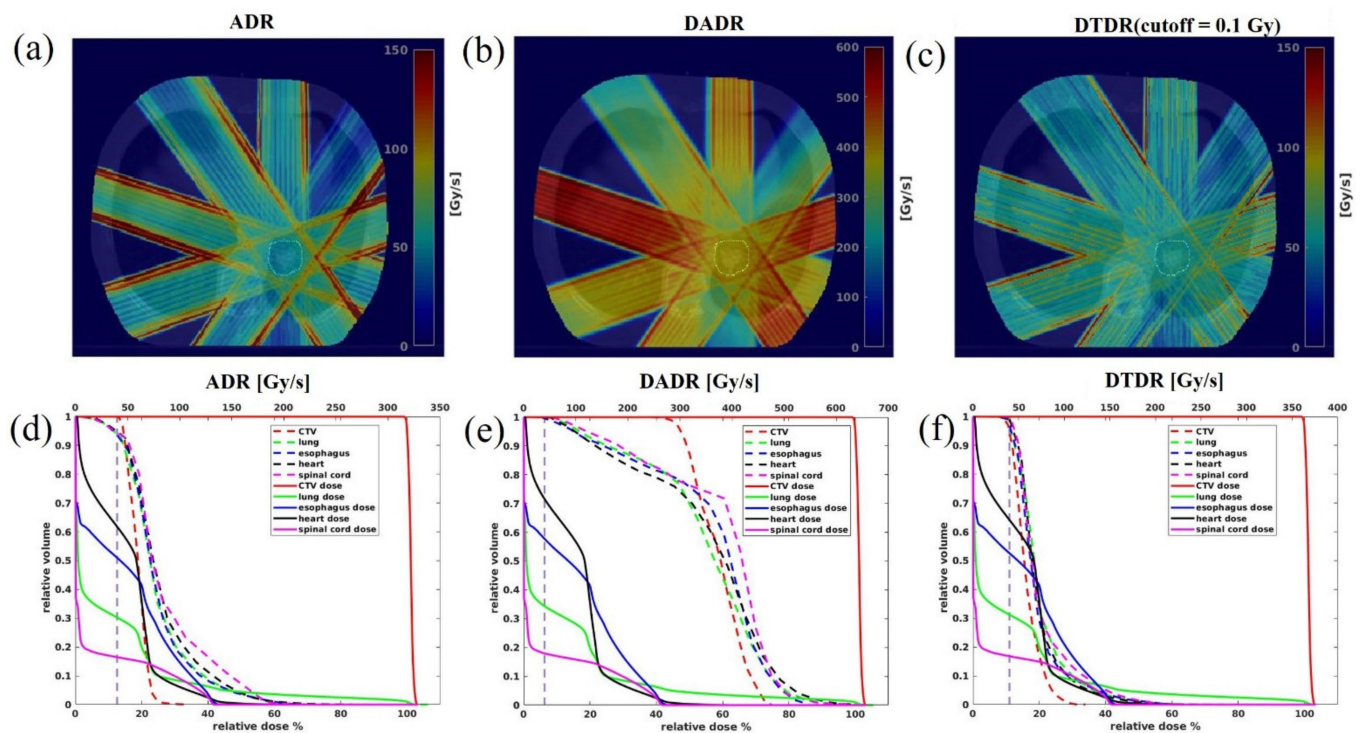 ADR
DADR
DTDR(cutoff = 0.1 Gy)
(a)
150
100
50
0
[Gy/s]
(b)
600
500
400
300
200
100
0
[Gy/s]
(c)
150
100
50
0
[Gy/s]
(d)
ADR [Gy/s]
0 50 100 150 200 250 300 350
1
0.9
0.8
0.7
0.6
0.5
0.4
0.3
0.2
0.1
0
relative volume
CTV
lung
esophagus
heart
spinal cord
CTV dose
lung dose
esophagus dose
heart dose
spinal cord dose
0 20 40 60 80 100
relative dose %
(e)
DADR [Gy/s]
0 100 200 300 400 500 600 700
1
0.9
0.8
0.7
0.6
0.5
0.4
0.3
0.2
0.1
0
relative volume
CTV
lung
esophagus
heart
spinal cord
CTV dose
lung dose
esophagus dose
heart dose
spinal cord dose
0 20 40 60 80 100
relative dose %
(f)
DTDR [Gy/s]
0 50 100 150 200 250 300 350 400
1
0.9
0.8
0.7
0.6
0.5
0.4
0.3
0.2
0.1
0
relative volume
CTV
lung
esophagus
heart
spinal cord
CTV dose
lung dose
esophagus dose
heart dose
spinal cord dose
0 20 40 60 80 100
relative dose %